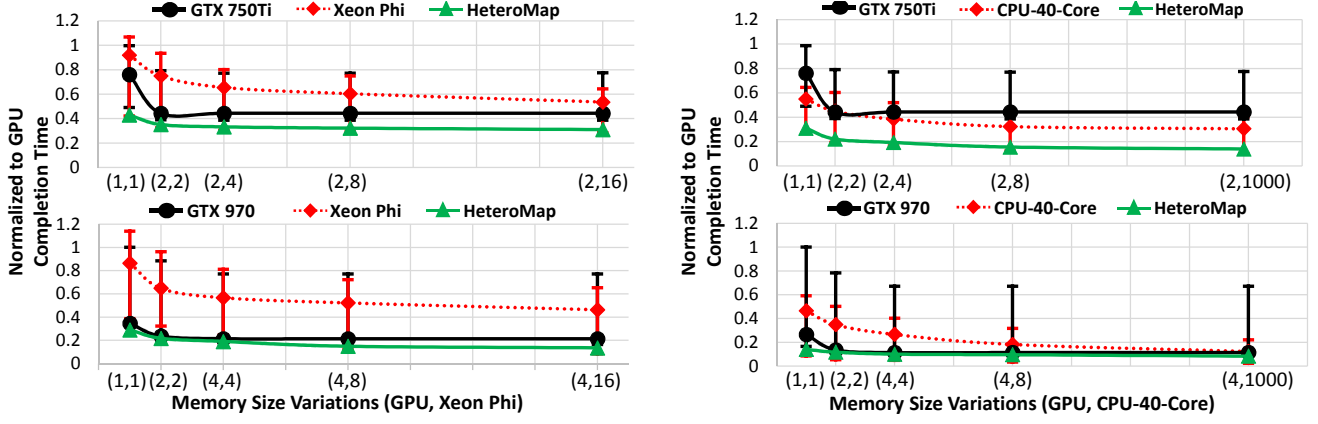 GTX 750Ti Xeon Phi HeteroMap
1.2
1
0.8
0.6
0.4
0.2
0
(1,1) (2,2) (2,4) (2,8) (2,16)
GTX 970 Xeon Phi HeteroMap
1.2
1
0.8
0.6
0.4
0.2
0
(1,1) (2,2) (4,4) (4,8) (4,16)
Normalized to GPU
Completion Time
Memory Size Variations (GPU, Xeon Phi)
GTX 750Ti CPU-40-Core HeteroMap
1.2
1
0.8
0.6
0.4
0.2
0
(1,1) (2,2) (2,4) (2,8) (2,1000)
GTX 970 CPU-40-Core HeteroMap
1.2
1
0.8
0.6
0.4
0.2
0
(1,1) (2,2) (4,4) (4,8) (4,1000)
Normalized to GPU
Completion Time
Memory Size Variations (GPU, CPU-40-Core)